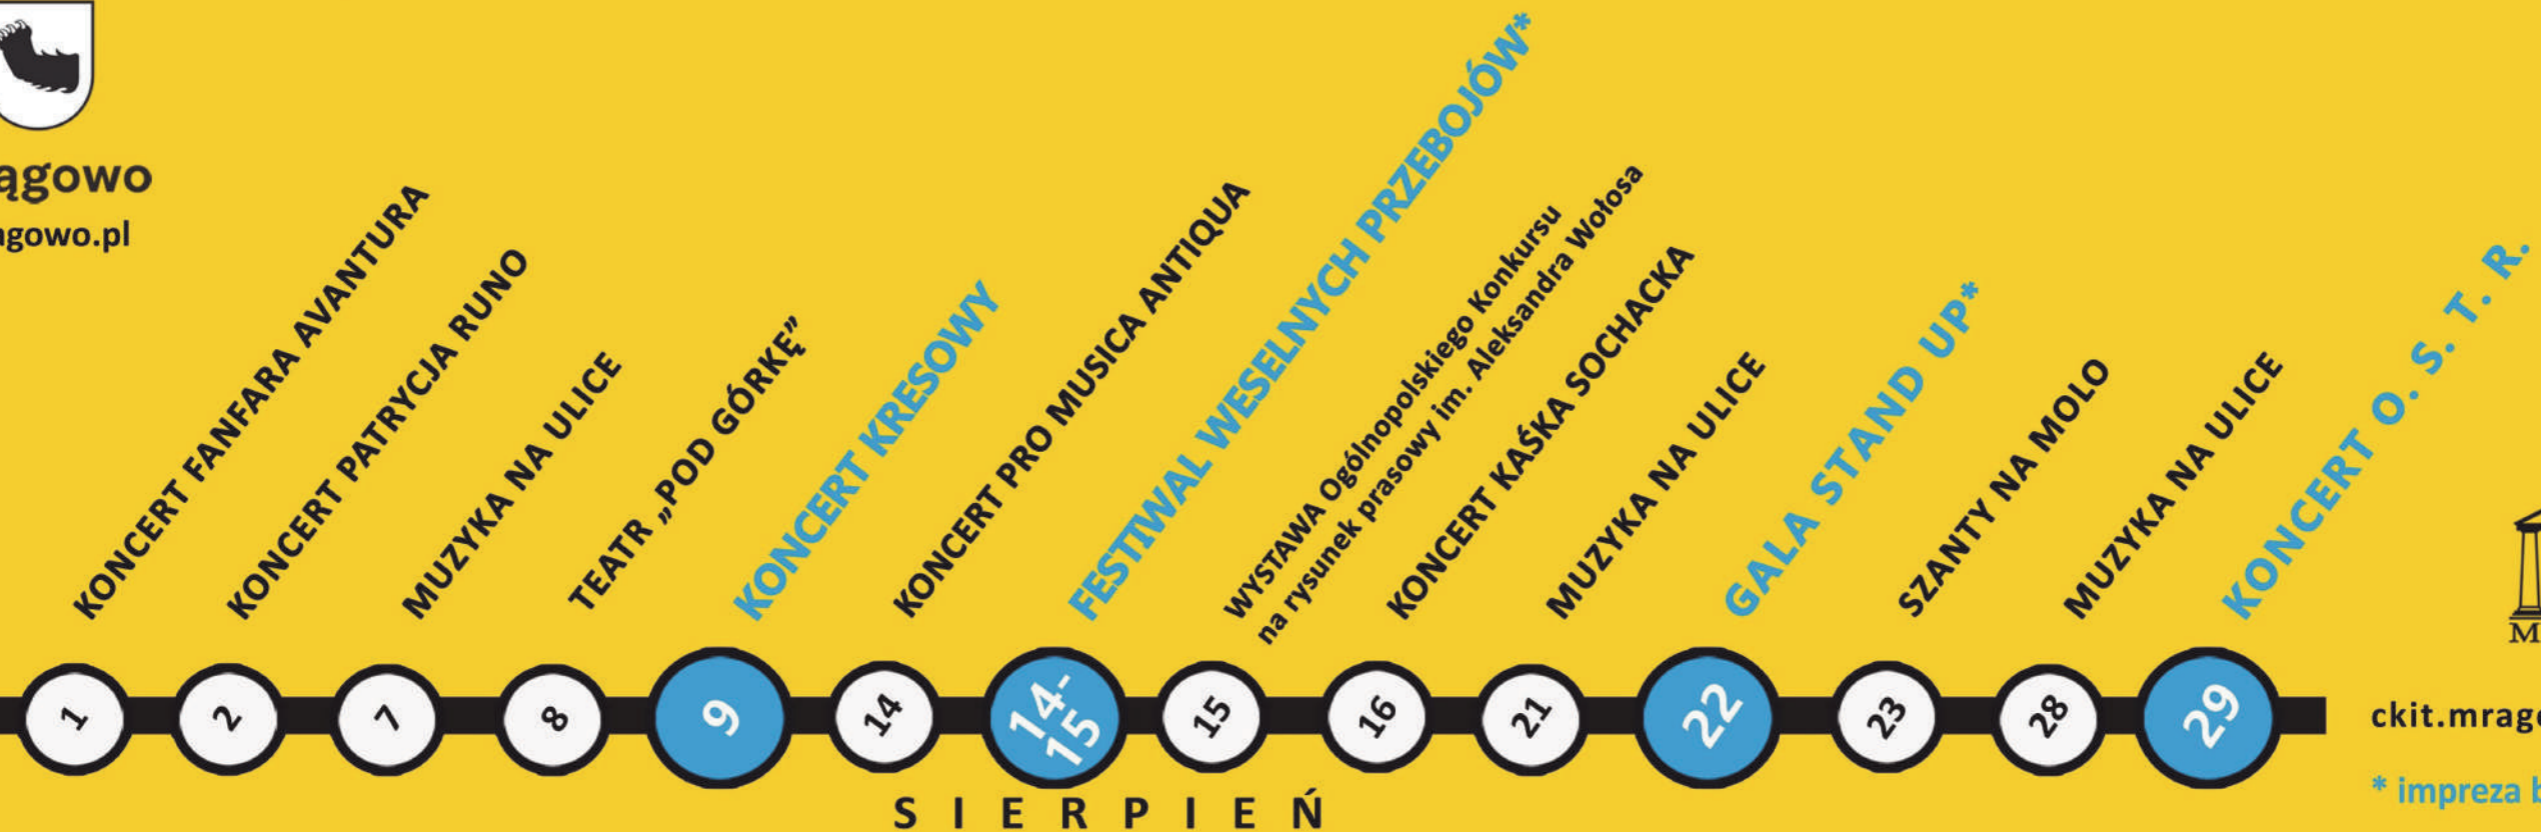 ągowo
gowo.pl
KONCERT FANFARA AVANTURA
KONCERT PATRYCJA RUNO
MUZYKA NA ULICE
TEATR „POD GÓRKĘ”
KONCERT KRESOWY
KONCERT PRO MUSICA ANTIQUA
FESTIWAL WESELNYCH PRZEBOJÓW*
WYSTAWA Ogólnopolskiego Konkursu
na rysunek prasowy im. Aleksandra Wołosa
KONCERT KAŚKA SOCHACKA
MUZYKA NA ULICE
GALA STAND UP*
SZANTY NA MOLO
MUZYKA NA ULICE
KONCERT O. S. T. R.
1
2
7
8
9
14
14-
15
15
16
21
22
23
28
29
SIERPIEŃ
M
ckit.mrag
* impreza b